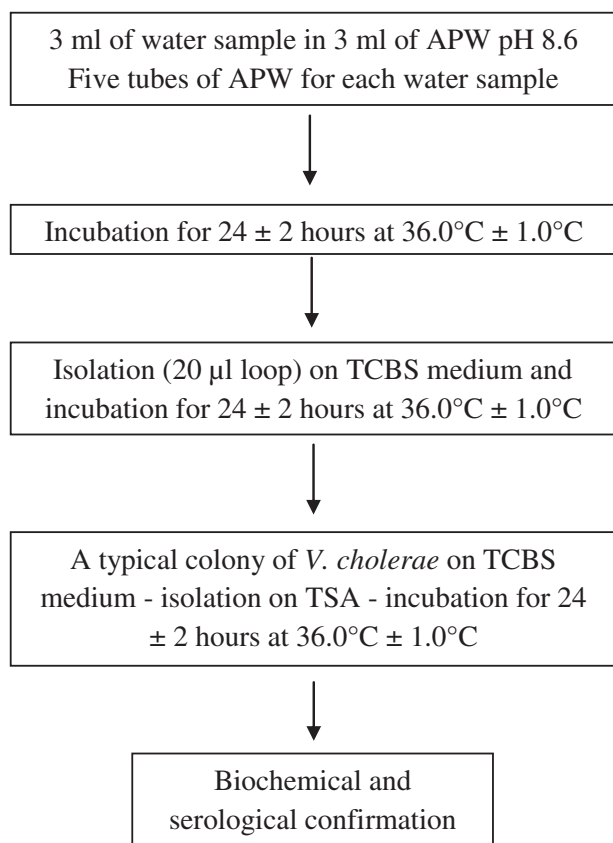 3 ml of water sample in 3 ml of APW pH 8.6
Five tubes of APW for each water sample
Incubation for 24 ± 2 hours at 36.0°C ± 1.0°C
Isolation (20 µl loop) on TCBS medium and
incubation for 24 ± 2 hours at 36.0°C ± 1.0°C
A typical colony of V. cholerae on TCBS
medium - isolation on TSA - incubation for 24
± 2 hours at 36.0°C ± 1.0°C
Biochemical and
serological confirmation